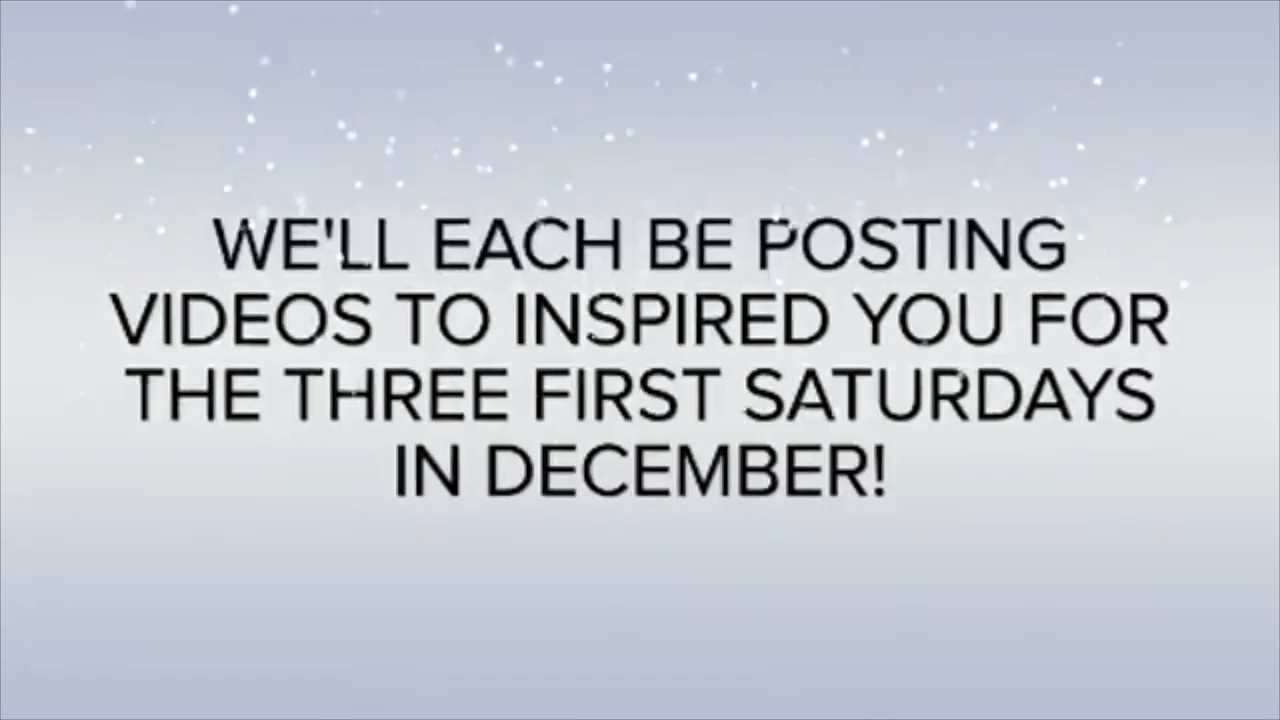 WE'LL EACH BE POSTING
VIDEOS TO INSPIRED YOU FOR
THE THREE FIRST SATURDAYS
IN DECEMBER!